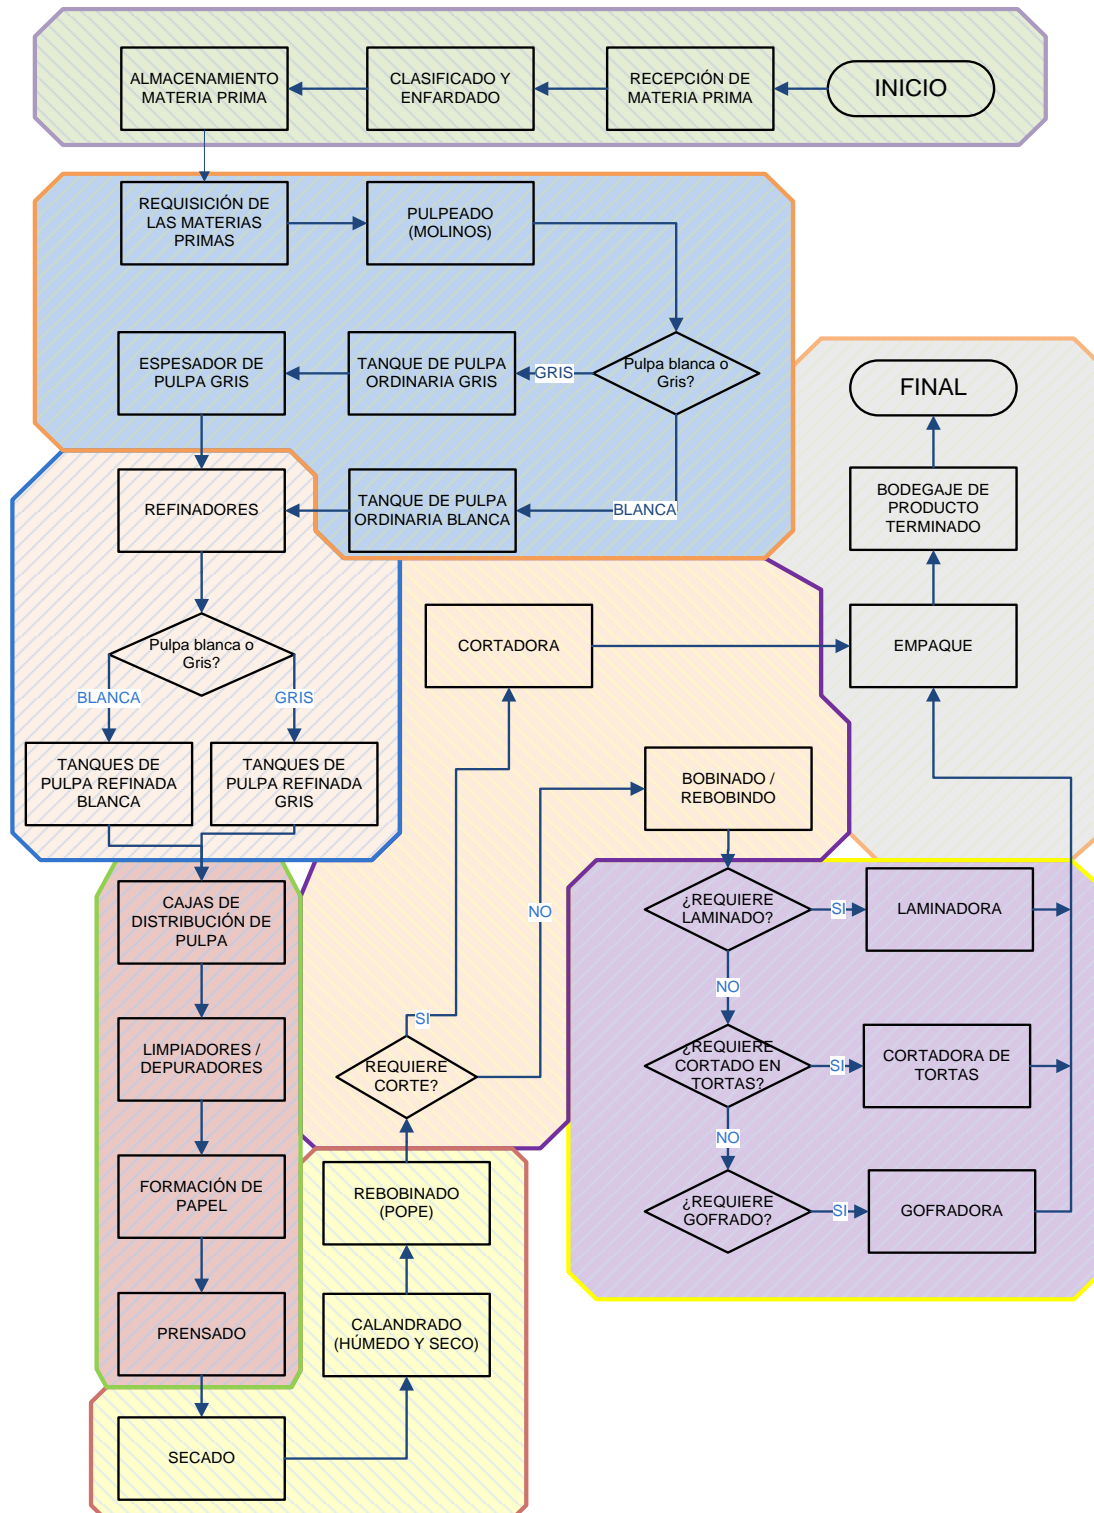 ALMACENAMIENTO
MATERIA PRIMA
CLASIFICADO Y
ENFARDADO
RECEPCIÓN DE
MATERIA PRIMA
INICIO
REQUISICIÓN DE
LAS MATERIAS
PRIMAS
PULPEADO
(MOLINOS)
ESPESADOR DE
PULPA GRIS
TANQUE DE PULPA
ORDINARIA GRIS
GRIS
Pulpa blanca o
Gris?
FINAL
REFINADORES
TANQUE DE PULPA
ORDINARIA BLANCA
BLANCA
BODEGAJE DE
PRODUCTO
TERMINADO
Pulpa blanca o
Gris?
BLANCA
GRIS
CORTADORA
EMPAQUE
TANQUES DE
PULPA REFINADA
BLANCA
TANQUES DE
PULPA REFINADA
GRIS
BOBINADO /
REBOBINDO
CAJAS DE
DISTRIBUCIÓN DE
PULPA
NO
¿REQUIERE
LAMINADO?
SI
LAMINADORA
NO
SI
LIMPIADORES /
DEPURADORES
REQUIERE
CORTE?
¿REQUIERE
CORTADO EN
TORTAS?
SI
CORTADORA DE
TORTAS
NO
FORMACIÓN DE
PAPEL
REBOBINADO
(POPE)
¿REQUIERE
GOFRADO?
SI
GOFRADORA
PRENSADO
CALANDRADO
(HÚMEDO Y SECO)
SECADO